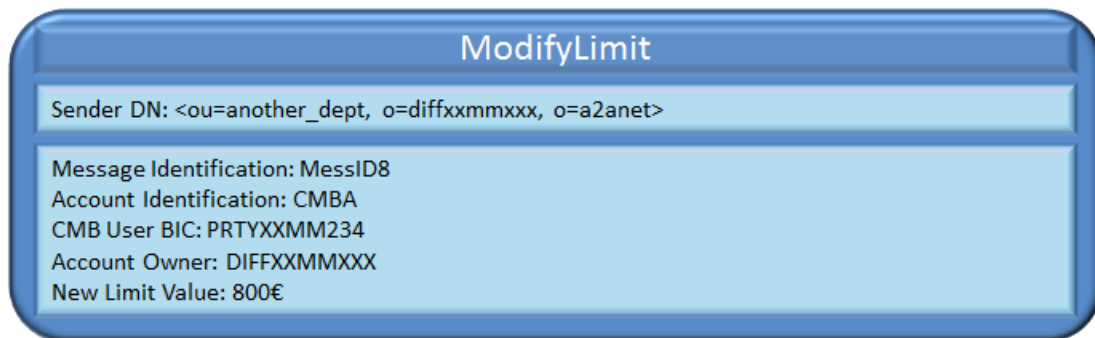 ModifyLimit
Sender DN: <ou=another_dept, o=diffxxmmxxx, o=a2anet>
Message Identification: MessID8
Account Identification: CMBA
CMB User BIC: PRTYXXMM234
Account Owner: DIFFXXMMXXX
New Limit Value: 800€